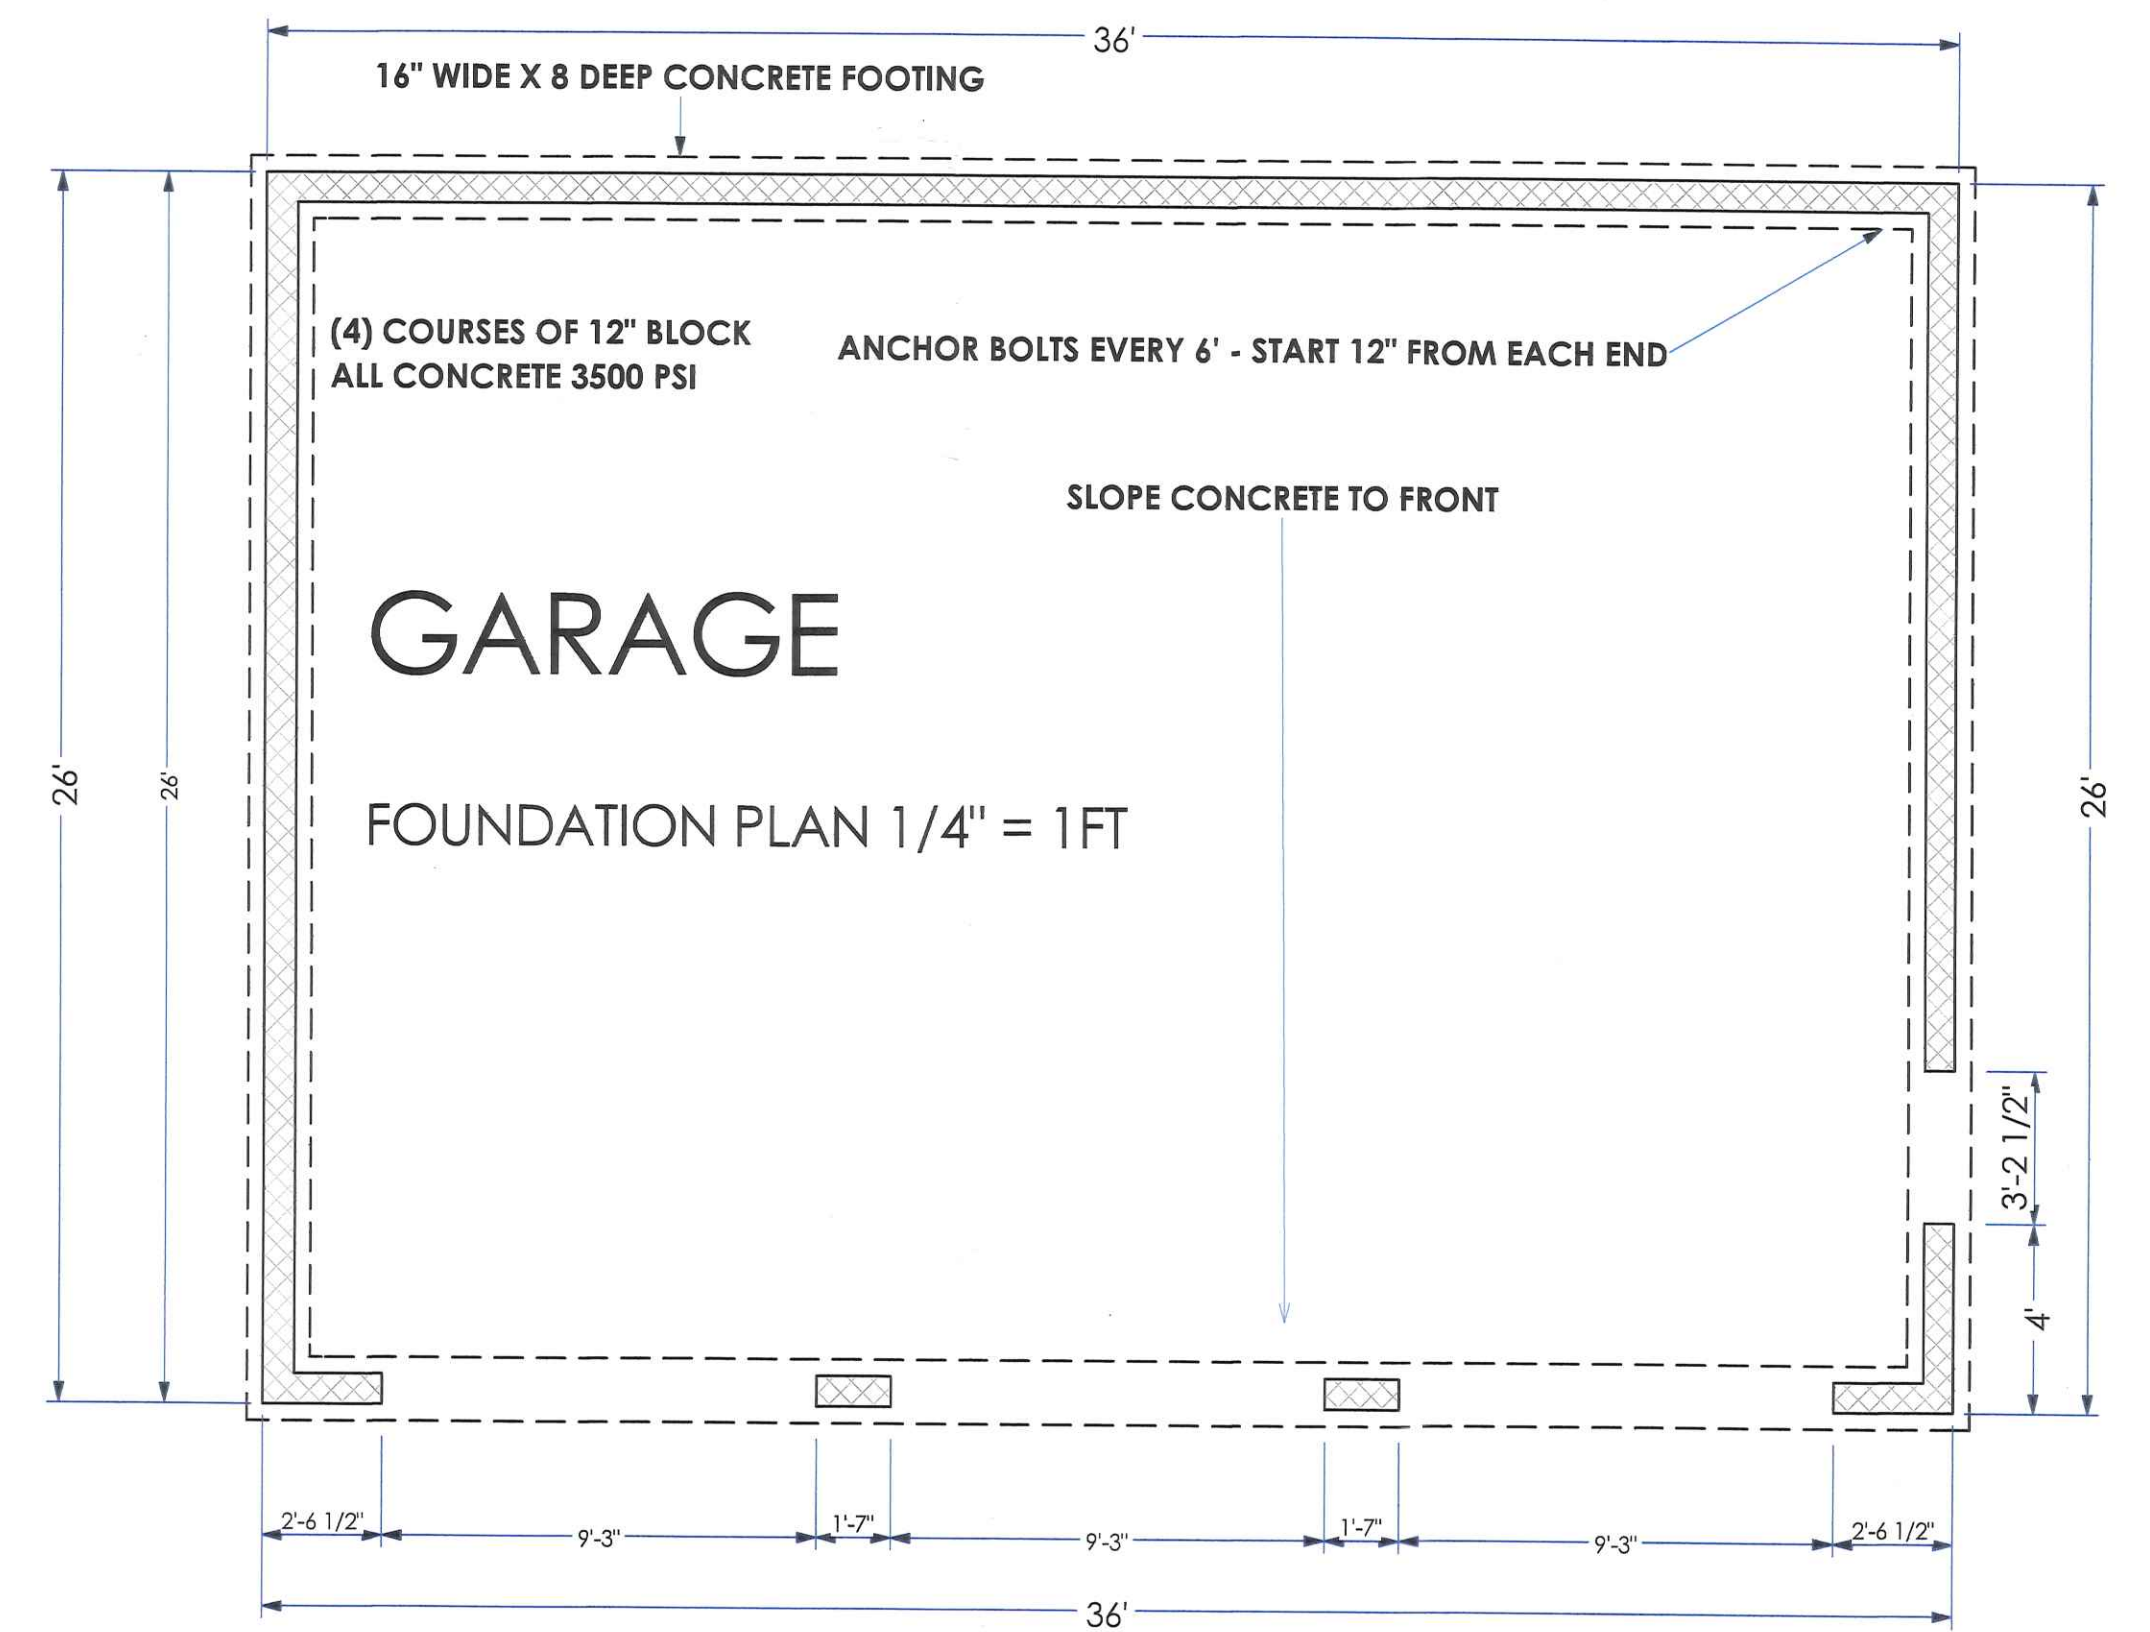 36'
16" WIDE X 8 DEEP CONCRETE FOOTING
(4) COURSES OF 12" BLOCK
ALL CONCRETE 3500 PSI
ANCHOR BOLTS EVERY 6' - START 12" FROM EACH END
SLOPE CONCRETE TO FRONT
GARAGE
26'
26'
26'
FOUNDATION PLAN 1/4" = 1FT
3'-2 1/2"
4'
2'-6 1/2"
9'-3"
1'-7"
9'-3"
1'-7"
9'-3"
2'-6 1/2"
36'